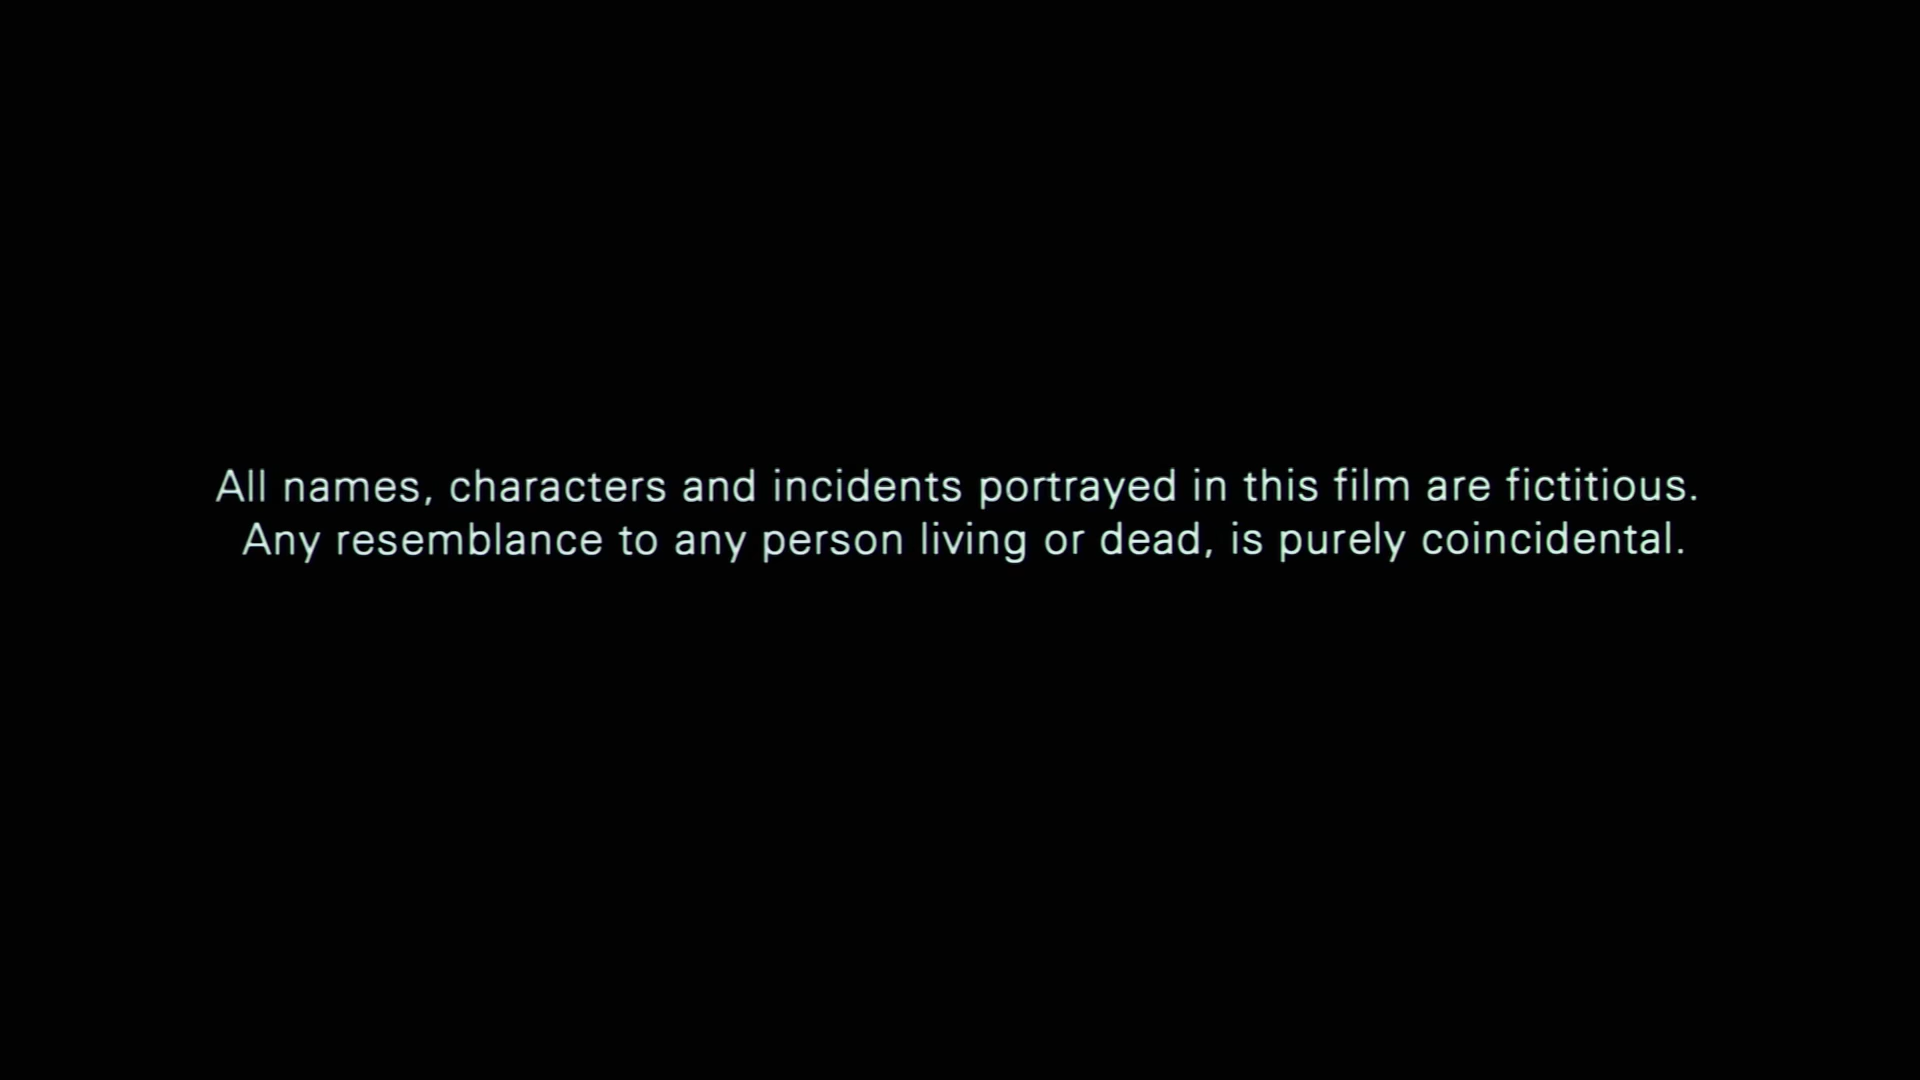 All names, characters and incidents portrayed in this film are fictitious.
Any resemblance to any person living or dead, is purely coincidental.